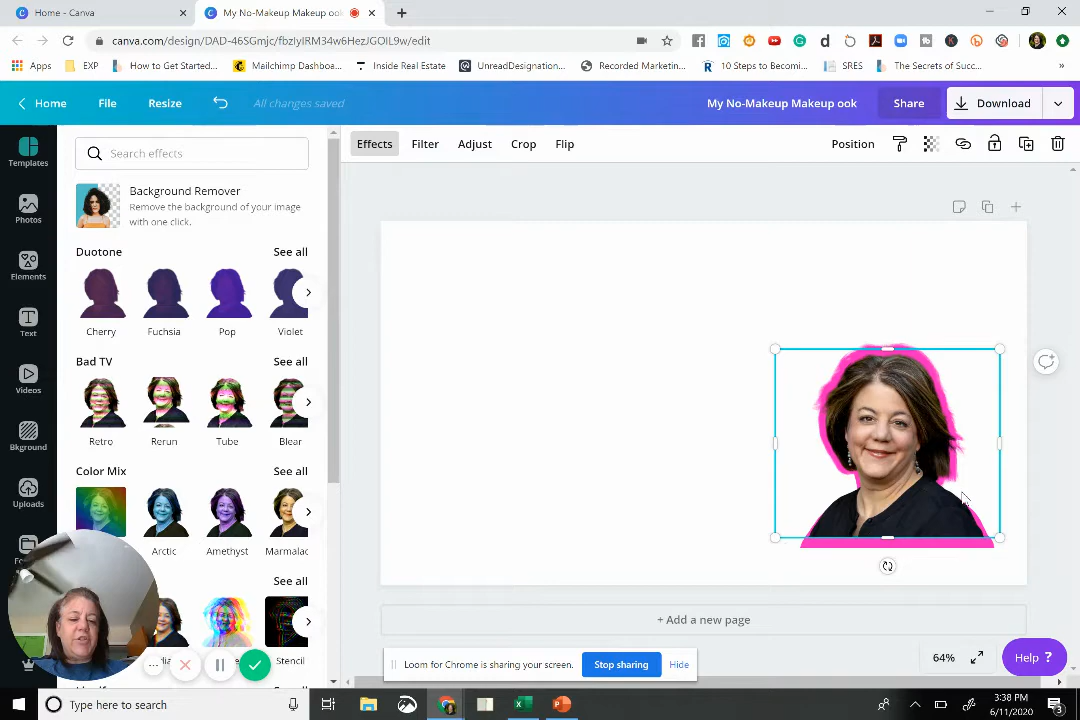 Home - Canva
My No-Makeup Makeup ook
canva.com/design/DAD-46SGmjc/fbzIyIRM34w6HezJGOIL9w/edit
Apps EXP How to Get Started... Mailchimp Dashboa... Inside Real Estate UnreadDesignation... Recorded Marketin... 10 Steps to Becomi... SRES The Secrets of Succ... »
Home File Resize All changes saved My No-Makeup Makeup ook Share Download
Effects Filter Adjust Crop Flip Position
Templates
Photos
Elements
Text
Videos
Bkground
Uploads
Search effects
Background Remover
Remove the background of your image
with one click.
Duotone See all
Cherry Fuchsia Pop Violet
Bad TV See all
Retro Rerun Tube Blear
Color Mix See all
Arctic Amethyst Marmalac
See all
Stencil
+ Add a new page
Loom for Chrome is sharing your screen. Stop sharing Hide
64% Help ?
Type here to search
3:38 PM
6/11/2020